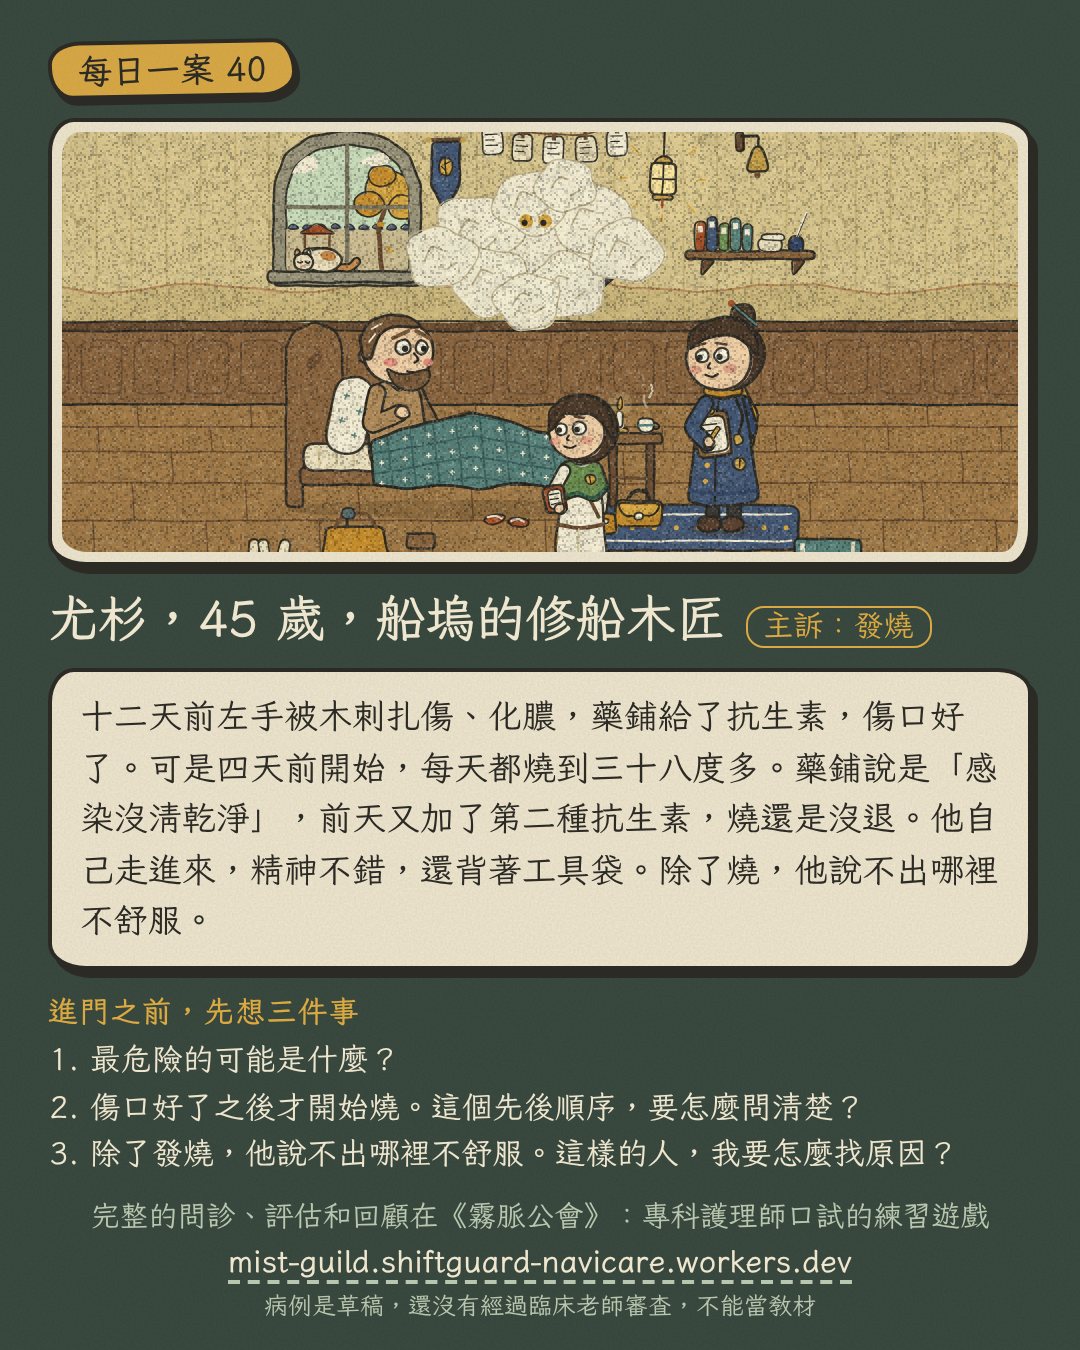 每日一案 40
尤杉，45 歲，船塢的修船木匠
主訴：發燒
十二天前左手被木刺扎傷、化膿，藥鋪給了抗生素，傷口好
了。可是四天前開始，每天都燒到三十八度多。藥鋪說是「感
染沒清乾淨」，前天又加了第二種抗生素，燒還是沒退。他自
己走進來，精神不錯，還背著工具袋。除了燒，他說不出哪裡
不舒服。
進門之前，先想三件事
1. 最危險的可能是什麼？
2. 傷口好了之後才開始燒。這個先後順序，要怎麼問清楚？
3. 除了發燒，他說不出哪裡不舒服。這樣的人，我要怎麼找原因？
完整的問診、評估和回顧在《霧脈公會》：專科護理師口試的練習遊戲
mist-guild.shiftguard-navicare.workers.dev
病例是草稿，還沒有經過臨床老師審查，不能當教材